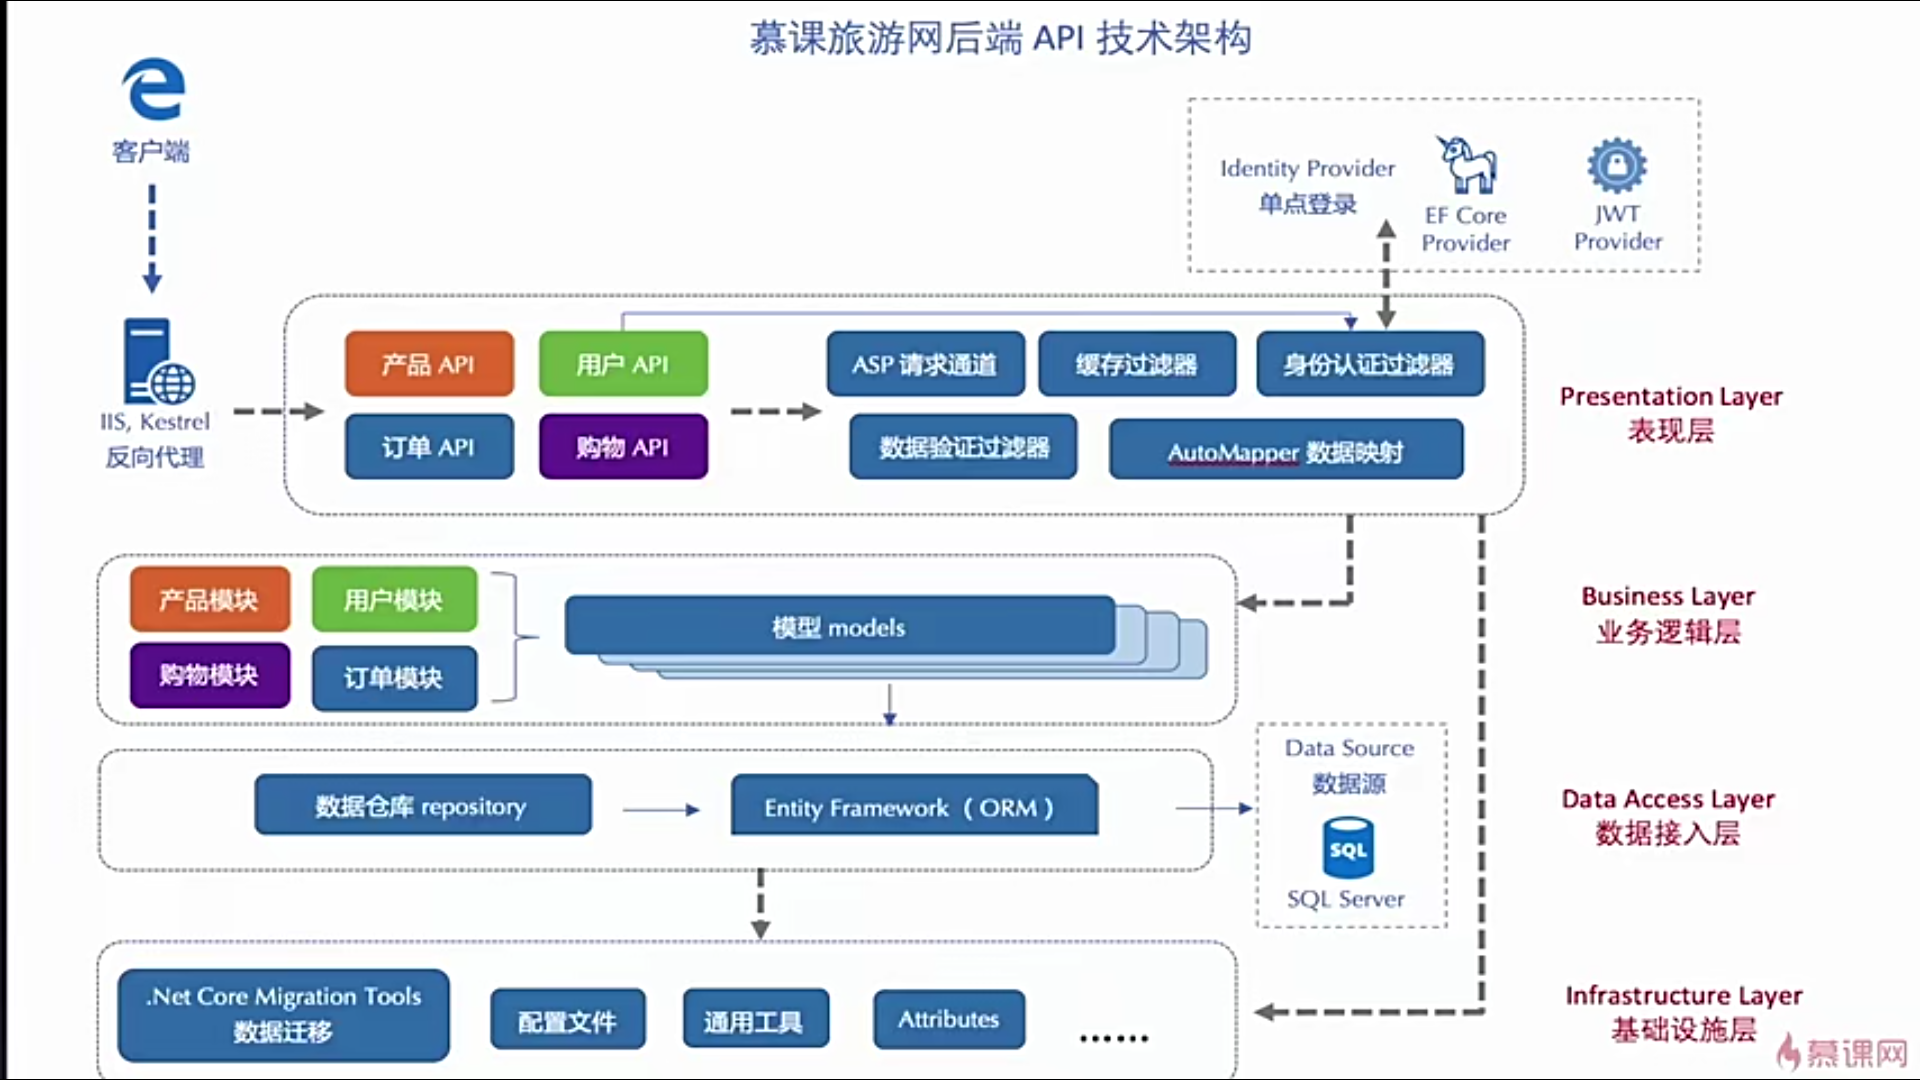 慕课旅游网后端 API 技术架构
客户端
Identity Provider
单点登录
EF Core
Provider
JWT
Provider
IIS, Kestrel
反向代理
产品 API
用户 API
订单 API
购物 API
ASP 请求通道
缓存过滤器
身份认证过滤器
数据验证过滤器
AutoMapper 数据映射
Presentation Layer
表现层
产品模块
用户模块
购物模块
订单模块
模型 models
Business Layer
业务逻辑层
数据仓库 repository
Entity Framework （ORM）
Data Source
数据源
SQL
SQL Server
Data Access Layer
数据接入层
.Net Core Migration Tools
数据迁移
配置文件
通用工具
Attributes
……
Infrastructure Layer
基础设施层
慕课网